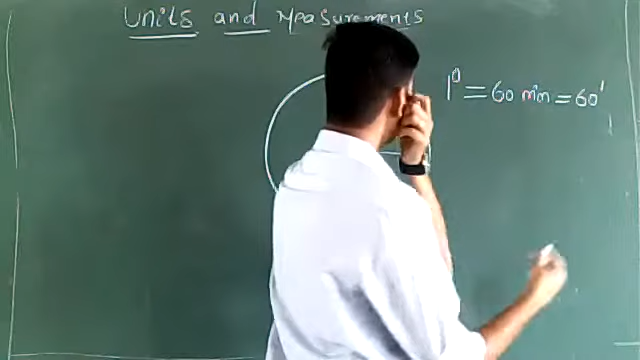 Units and Measurements
1° = 60 min = 60'